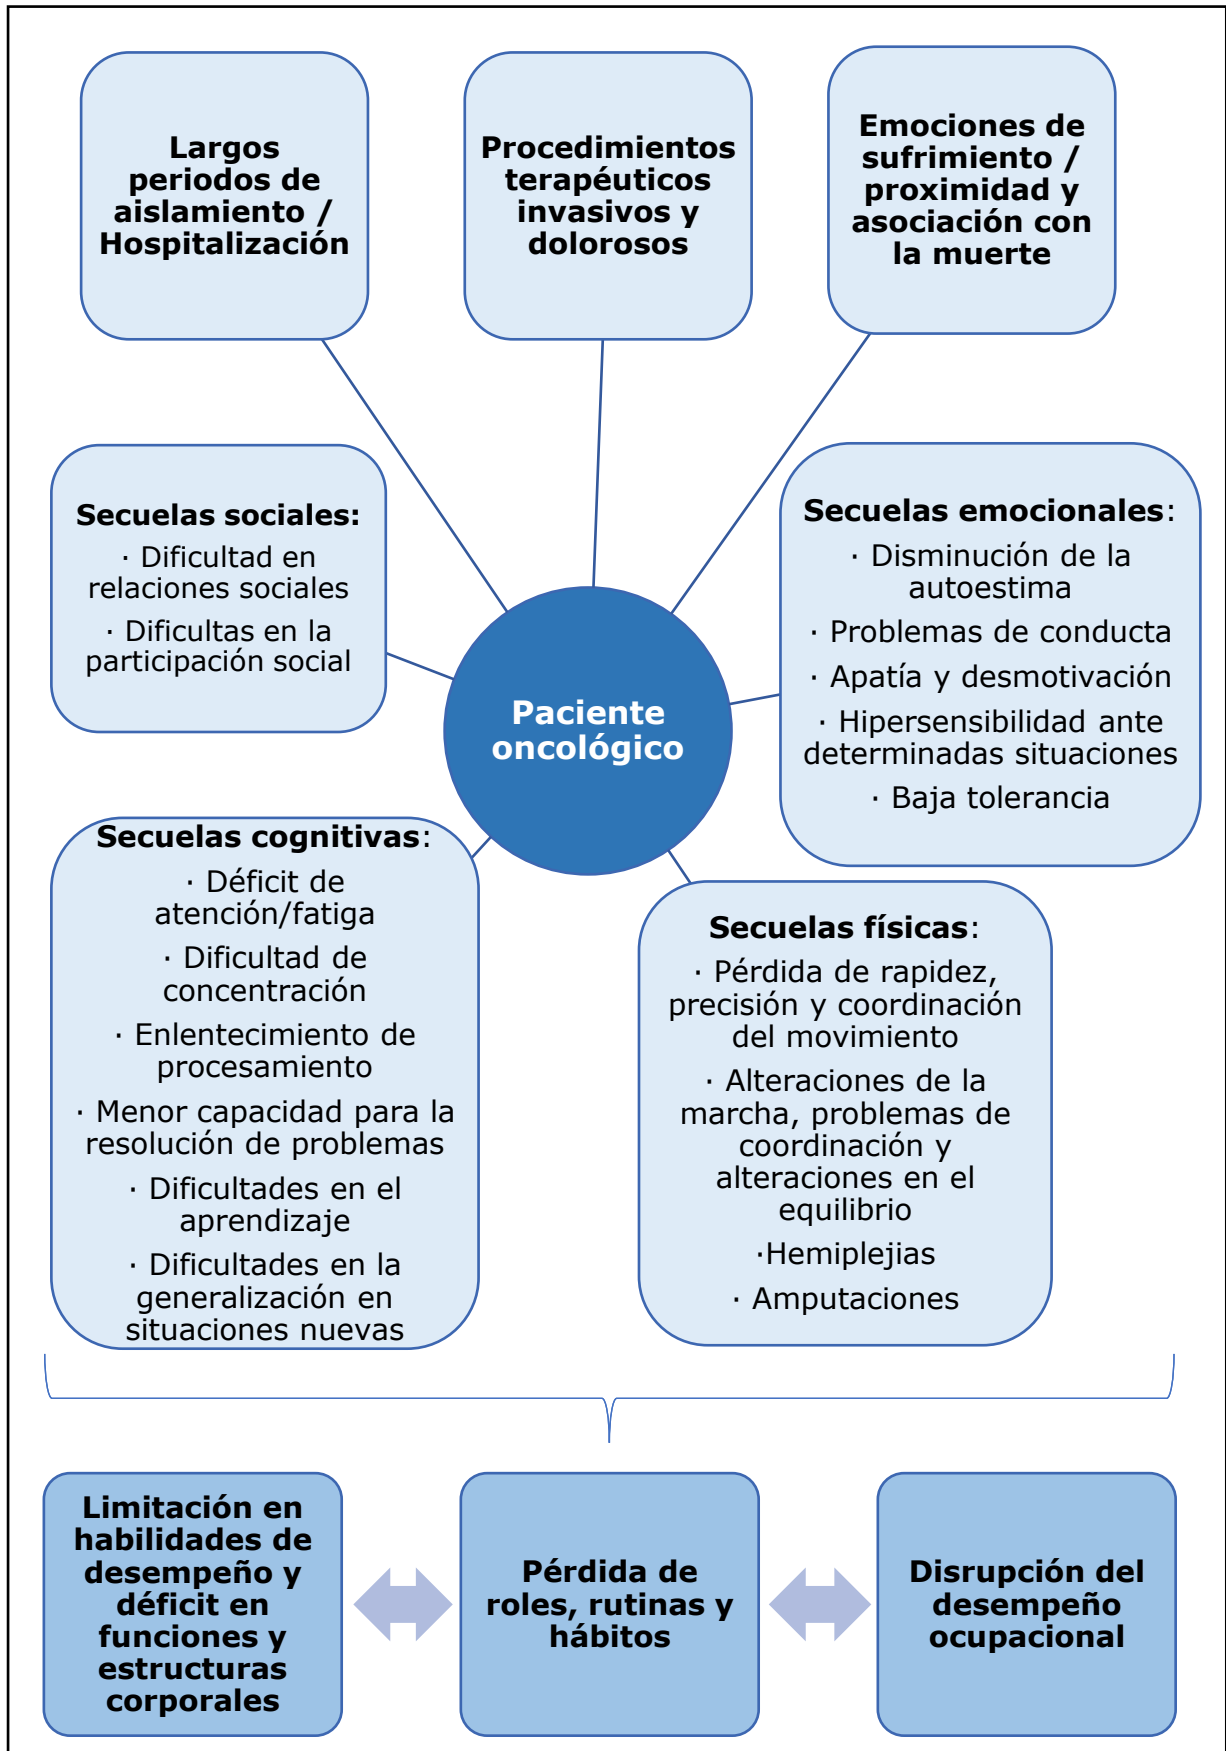 Largos
periodos de
aislamiento /
Hospitalización
Procedimientos
terapéuticos
invasivos y
dolorosos
Emociones de
sufrimiento /
proximidad y
asociación con
la muerte
Secuelas sociales:
· Dificultad en
relaciones sociales
· Dificultas en la
participación social
Paciente
oncológico
Secuelas emocionales:
· Disminución de la
autoestima
· Problemas de conducta
· Apatía y desmotivación
· Hipersensibilidad ante
determinadas situaciones
· Baja tolerancia
Secuelas cognitivas:
· Déficit de
atención/fatiga
· Dificultad de
concentración
· Enlentecimiento de
procesamiento
· Menor capacidad para la
resolución de problemas
· Dificultades en el
aprendizaje
· Dificultades en la
generalización en
situaciones nuevas
Secuelas físicas:
· Pérdida de rapidez,
precisión y coordinación
del movimiento
· Alteraciones de la
marcha, problemas de
coordinación y
alteraciones en el
equilibrio
·Hemiplejias
· Amputaciones
Limitación en
habilidades de
desempeño y
déficit en
funciones y
estructuras
corporales
Pérdida de
roles, rutinas y
hábitos
Disrupción del
desempeño
ocupacional